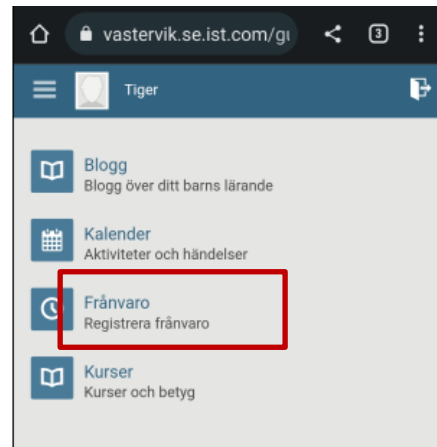 vastervik.se.ist.com/gu
3
Tiger
Blogg
Blogg över ditt barns lärande
Kalender
Aktiviteter och händelser
Frånvaro
Registrera frånvaro
Kurser
Kurser och betyg